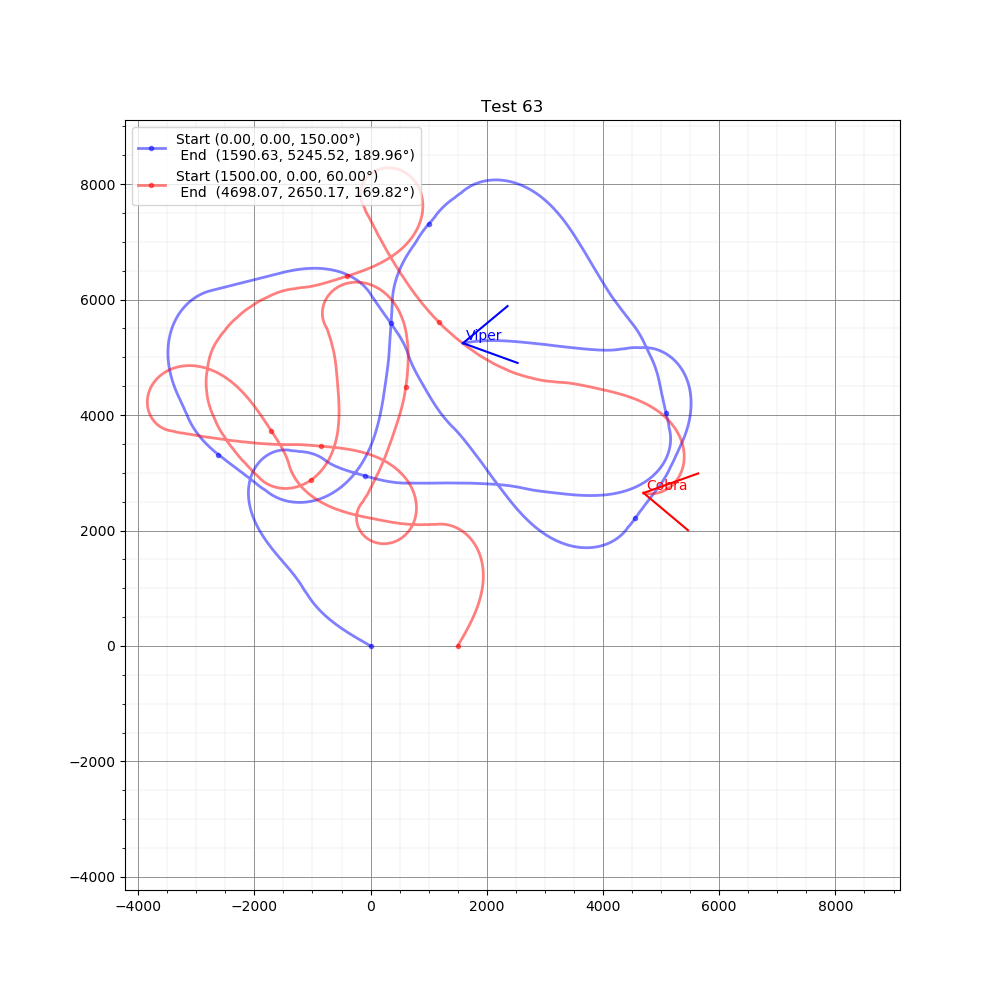 Test 63
Start (0.00, 0.00, 150.00°)
End (1590.63, 5245.52, 189.96°)
Start (1500.00, 0.00, 60.00°)
End (4698.07, 2650.17, 169.82°)
8000
6000
Viper
4000
Cobra
2000
0
−2000
−4000
−4000 −2000 0 2000 4000 6000 8000